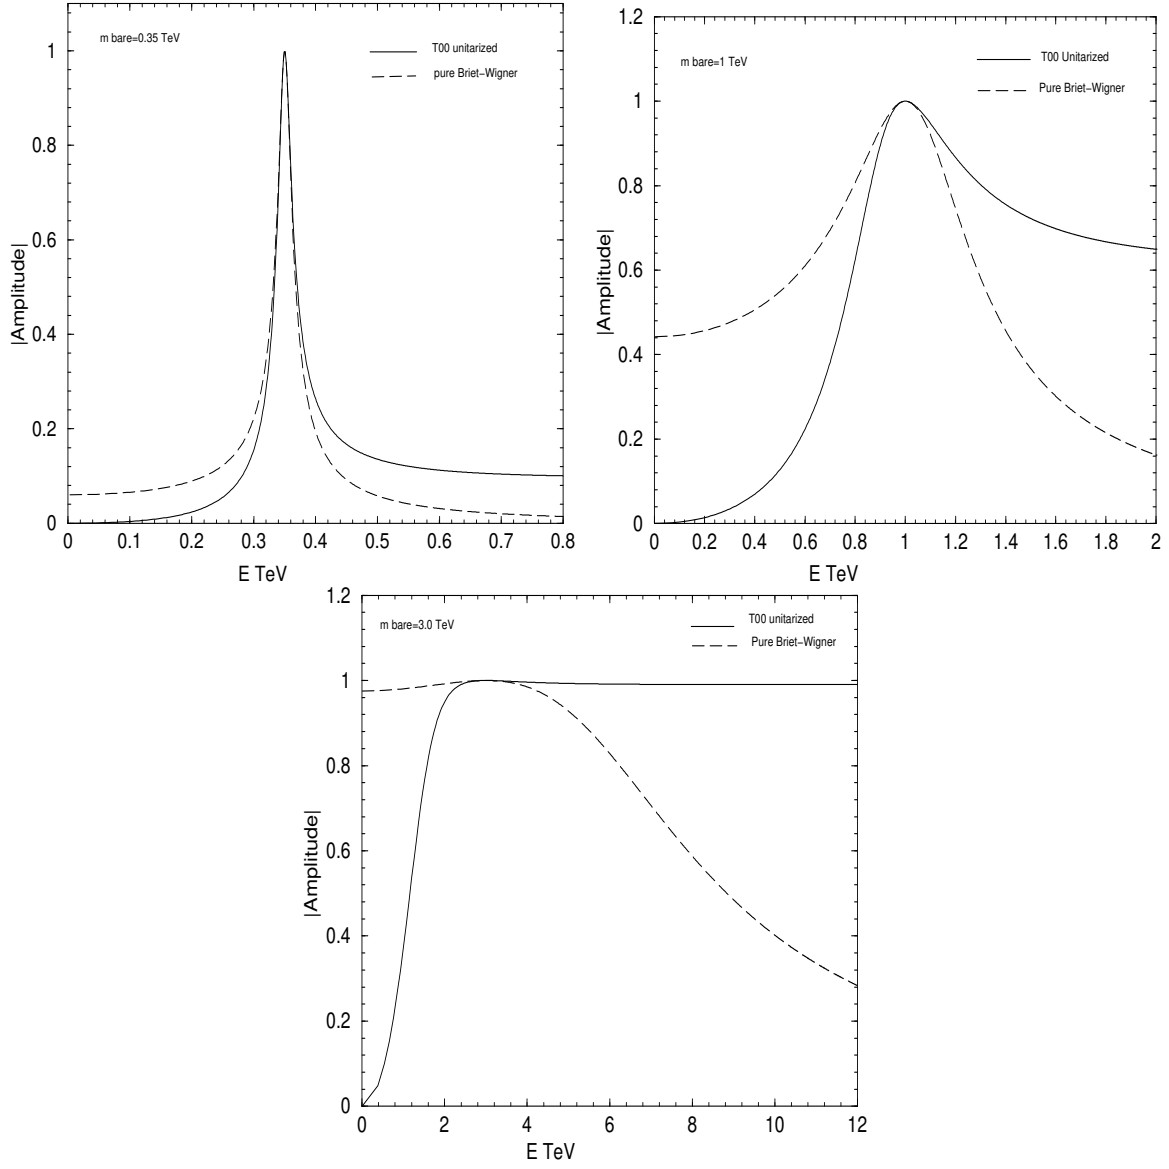 m bare=0.35 TeV
T00 unitarized
pure Briet−Wigner
|Amplitude|
1
0.8
0.6
0.4
0.2
0
0 0.1 0.2 0.3 0.4 0.5 0.6 0.7 0.8
E TeV
m bare=1 TeV
T00 Unitarized
Pure Briet−Wigner
|Amplitude|
1.2
1
0.8
0.6
0.4
0.2
0
0 0.2 0.4 0.6 0.8 1 1.2 1.4 1.6 1.8 2
E TeV
m bare=3.0 TeV
T00 unitarized
Pure Briet−Wigner
|Amplitude|
1.2
1
0.8
0.6
0.4
0.2
0
0 2 4 6 8 10 12
E TeV